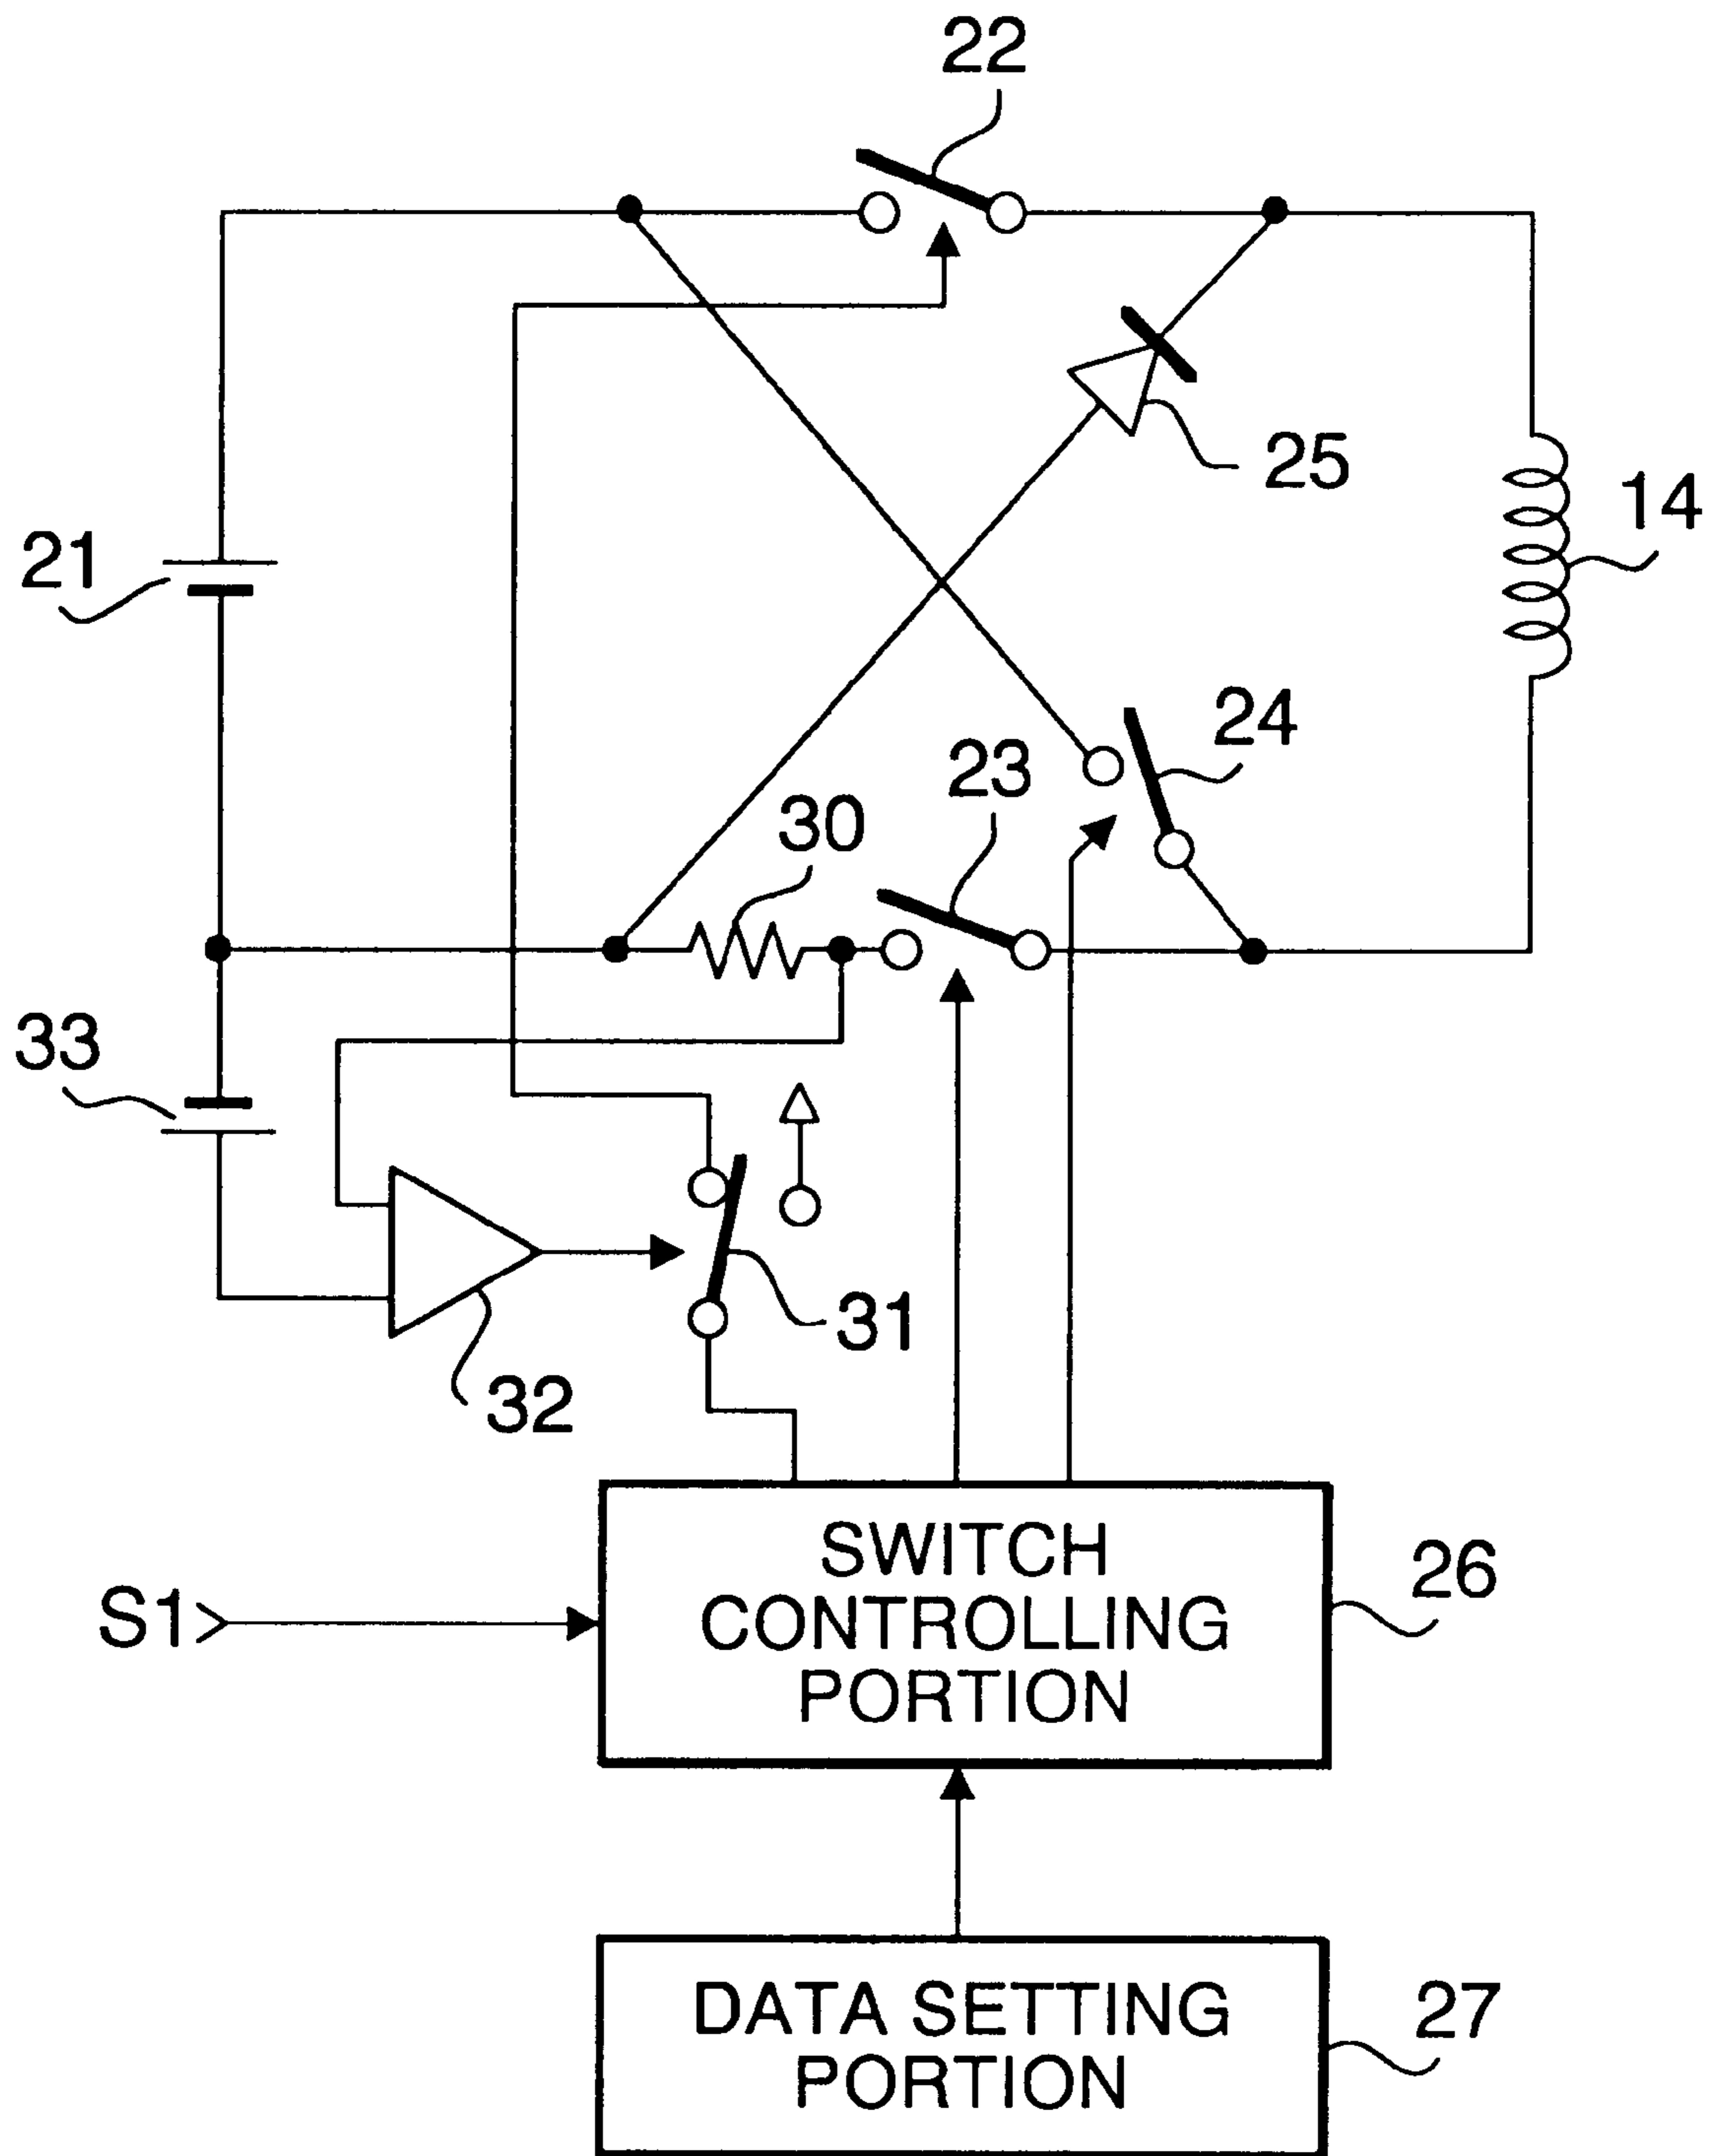 22
25
14
21
24
23
30
33
31
32
SWITCH
CONTROLLING
PORTION
26
S1
DATA SETTING
PORTION
27